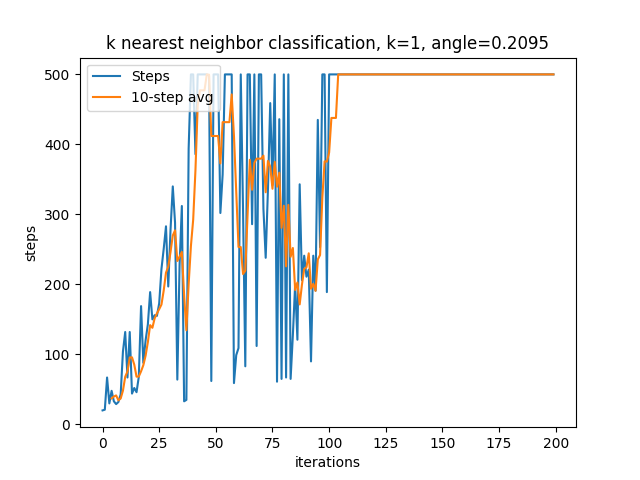 k nearest neighbor classification, k=1, angle=0.2095
500
400
300
200
100
0
steps
Steps
10-step avg
0 25 50 75 100 125 150 175 200
iterations